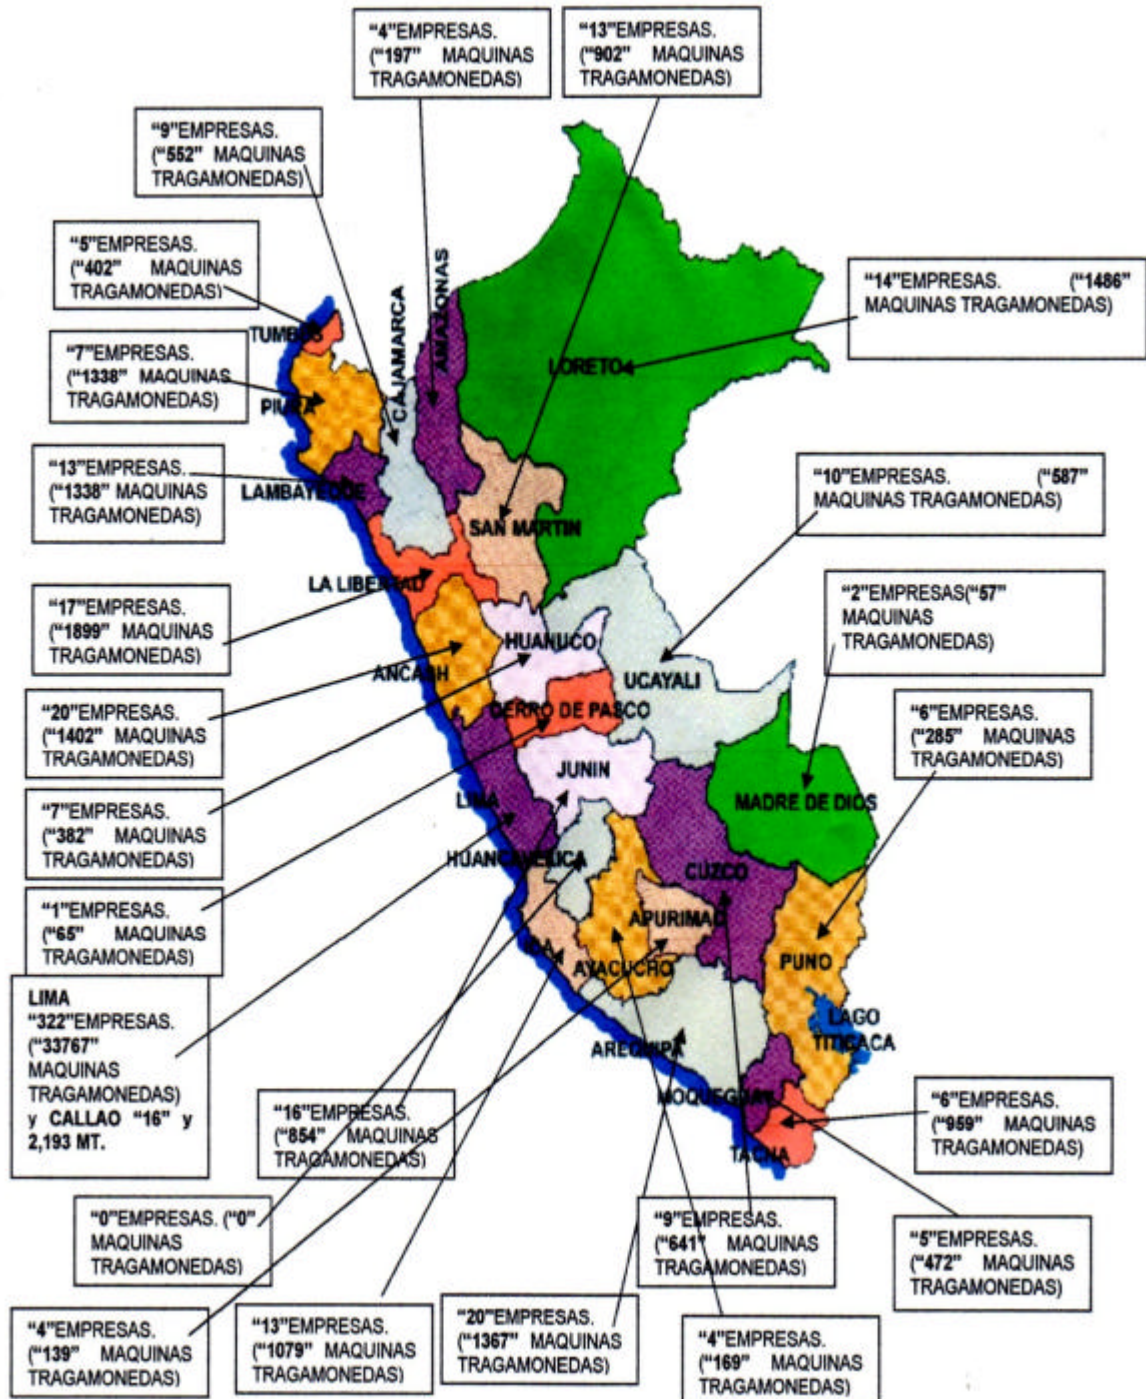 “4”EMPRESAS.
(“197” MAQUINAS
TRAGAMONEDAS)
“13”EMPRESAS.
(“902” MAQUINAS
TRAGAMONEDAS)
“9”EMPRESAS.
(“552” MAQUINAS
TRAGAMONEDAS)
“5”EMPRESAS.
(“402” MAQUINAS
TRAGAMONEDAS)
“7”EMPRESAS.
(“1338” MAQUINAS
TRAGAMONEDAS)
“13”EMPRESAS.
(“1338” MAQUINAS
TRAGAMONEDAS)
“17”EMPRESAS.
(“1899” MAQUINAS
TRAGAMONEDAS)
“20”EMPRESAS.
(“1402” MAQUINAS
TRAGAMONEDAS)
“7”EMPRESAS.
(“382” MAQUINAS
TRAGAMONEDAS)
“1”EMPRESAS.
(“65” MAQUINAS
TRAGAMONEDAS)
LIMA
“322”EMPRESAS.
(“33767”
MAQUINAS
TRAGAMONEDAS)
y CALLAO “16” y
2,193 MT.
TUMBES
PIURA
LAMBAYEQUE
CAJAMARCA
AMAZONAS
LORETO
SAN MARTIN
LA LIBERTAD
ANCASH
HUANUCO
UCAYALI
CERRO DE PASCO
JUNIN
LIMA
MADRE DE DIOS
HUANCAVELICA
CUZCO
APURIMAC
ICA
AYACUCHO
PUNO
LAGO
TITICACA
AREQUIPA
MOQUEGUA
TACNA
“14”EMPRESAS. (“1486”
MAQUINAS TRAGAMONEDAS)
“10”EMPRESAS. (“587”
MAQUINAS TRAGAMONEDAS)
“2”EMPRESAS(“57”
MAQUINAS
TRAGAMONEDAS)
“6”EMPRESAS.
(“285” MAQUINAS
TRAGAMONEDAS)
“16”EMPRESAS.
(“854” MAQUINAS
TRAGAMONEDAS)
“6”EMPRESAS.
(“959” MAQUINAS
TRAGAMONEDAS)
“0”EMPRESAS. (“0”
MAQUINAS
TRAGAMONEDAS)
“9”EMPRESAS.
(“641” MAQUINAS
TRAGAMONEDAS)
“5”EMPRESAS.
(“472” MAQUINAS
TRAGAMONEDAS)
“4”EMPRESAS.
(“139” MAQUINAS
TRAGAMONEDAS)
“13”EMPRESAS.
(“1079” MAQUINAS
TRAGAMONEDAS)
“20”EMPRESAS.
(“1367” MAQUINAS
TRAGAMONEDAS)
“4”EMPRESAS.
(“169” MAQUINAS
TRAGAMONEDAS)